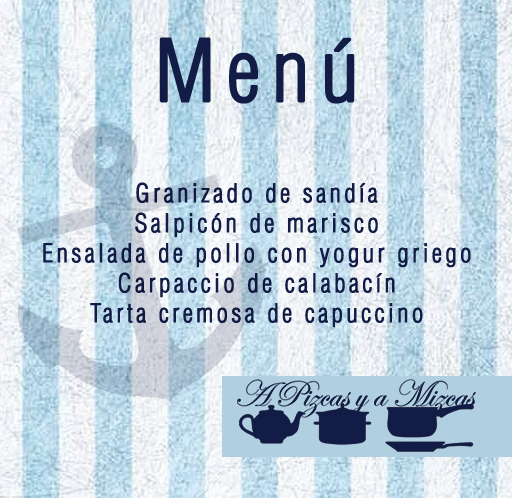 Menú
Granizado de sandía
Salpicón de marisco
Ensalada de pollo con yogur griego
Carpaccio de calabacín
Tarta cremosa de capuccino
A Pizcas y a Mizcas